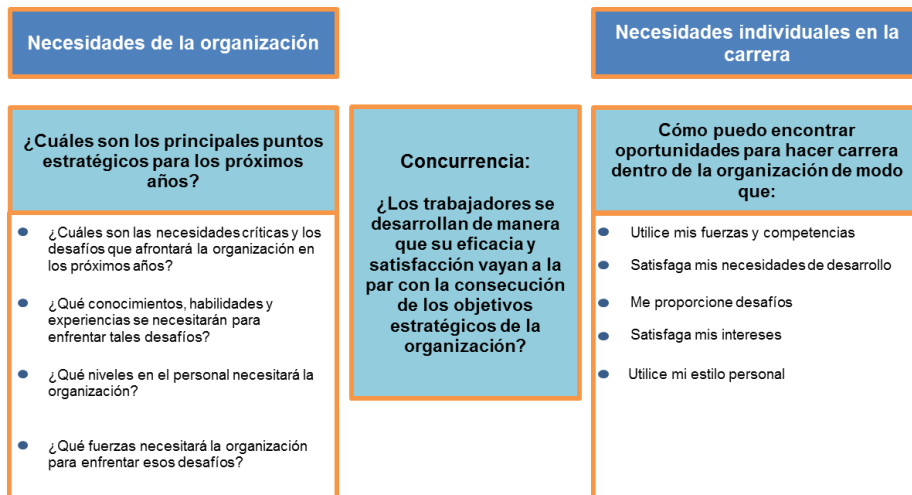 Necesidades de la organización
Necesidades individuales en la
carrera
¿Cuáles son los principales puntos
estratégicos para los próximos
años?
¿Cuáles son las necesidades críticas y los
desafíos que afrontará la organización en
los próximos años?
¿Qué conocimientos, habilidades y
experiencias se necesitarán para
enfrentar tales desafíos?
¿Qué niveles en el personal necesitará la
organización?
¿Qué fuerzas necesitará la organización
para enfrentar esos desafíos?
Concurrencia:
¿Los trabajadores se
desarrollan de manera
que su eficacia y
satisfacción vayan a la
par con la consecución
de los objetivos
estratégicos de la
organización?
Cómo puedo encontrar
oportunidades para hacer carrera
dentro de la organización de modo
que:
Utilice mis fuerzas y competencias
Satisfaga mis necesidades de desarrollo
Me proporcione desafíos
Satisfaga mis intereses
Utilice mi estilo personal